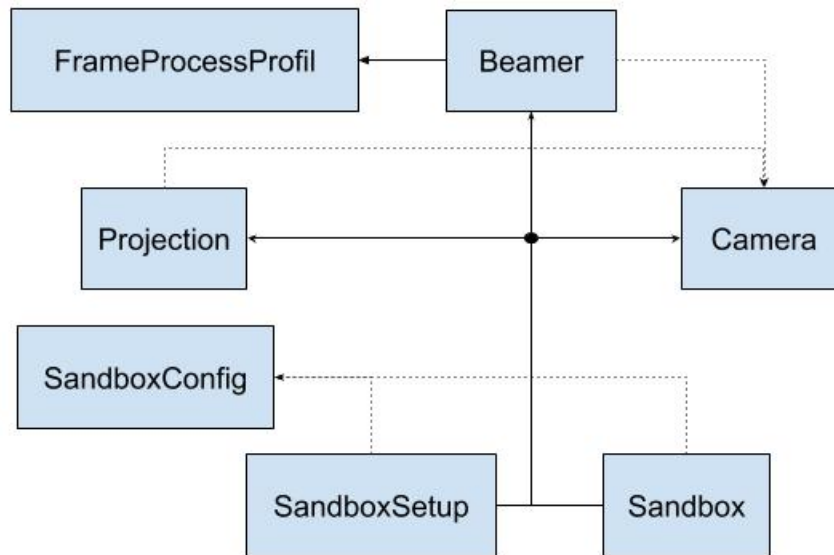 FrameProcessProfil
Beamer
Projection
Camera
SandboxConfig
SandboxSetup
Sandbox